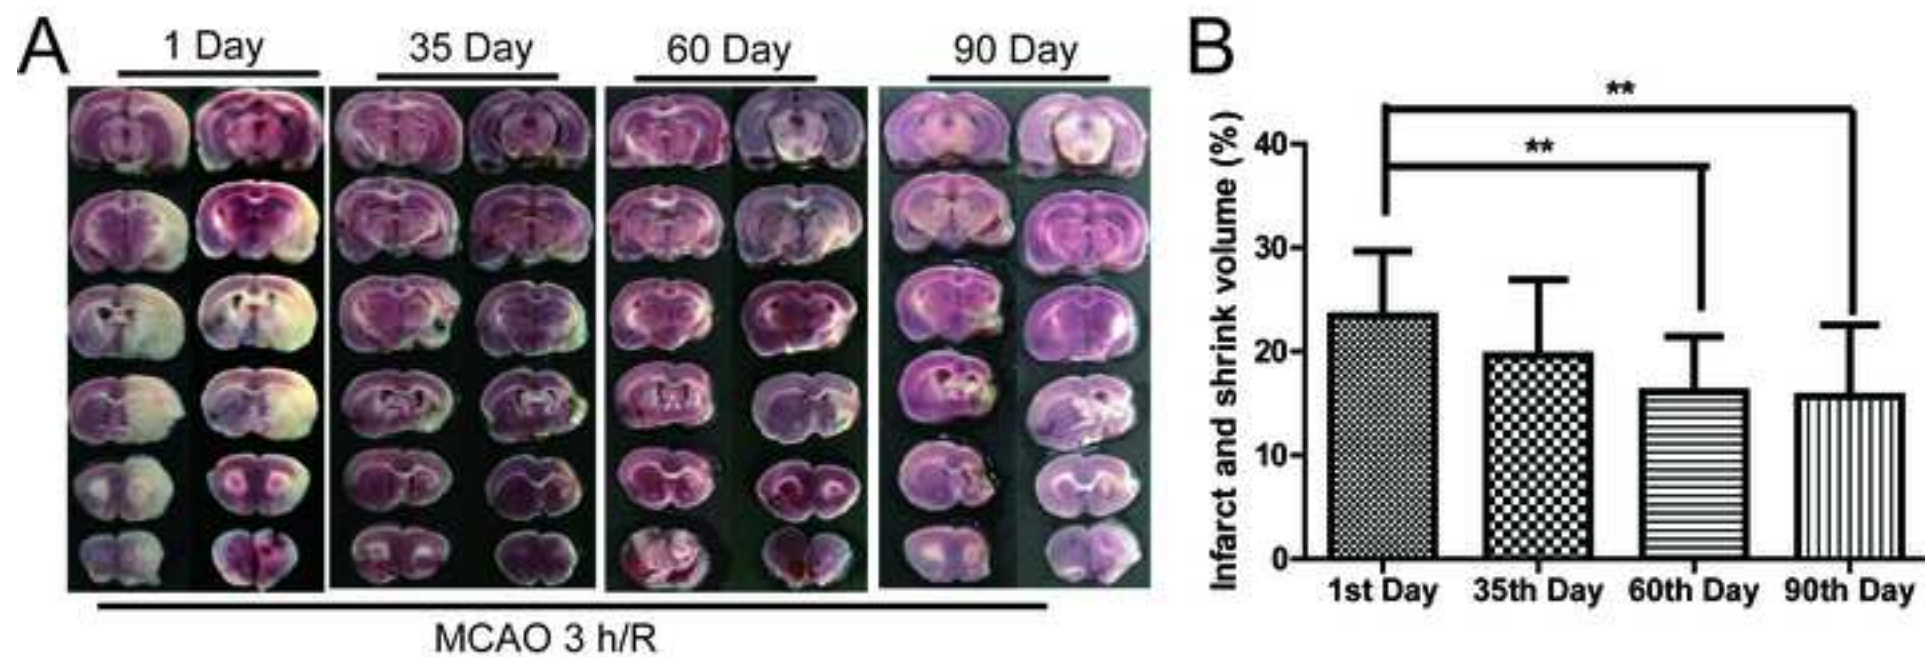 A
1 Day
35 Day
60 Day
90 Day
MCAO 3 h/R
B
Infarct and shrink volume (%)
**
**
40
30
20
10
0
1st Day
35th Day
60th Day
90th Day